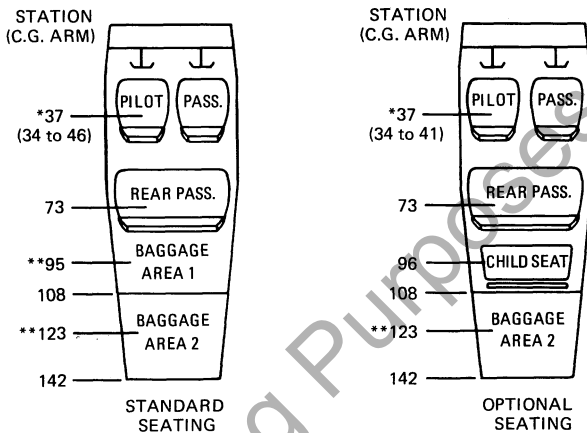 STATION
(C.G. ARM)
*37
(34 to 46)
PILOT
PASS.
73
REAR PASS.
**95
BAGGAGE
AREA 1
108
**123
BAGGAGE
AREA 2
142
STANDARD
SEATING
STATION
(C.G. ARM)
*37
(34 to 41)
PILOT
PASS.
73
REAR PASS.
96
CHILD SEAT
108
**123
BAGGAGE
AREA 2
142
OPTIONAL
SEATING
g Purposes